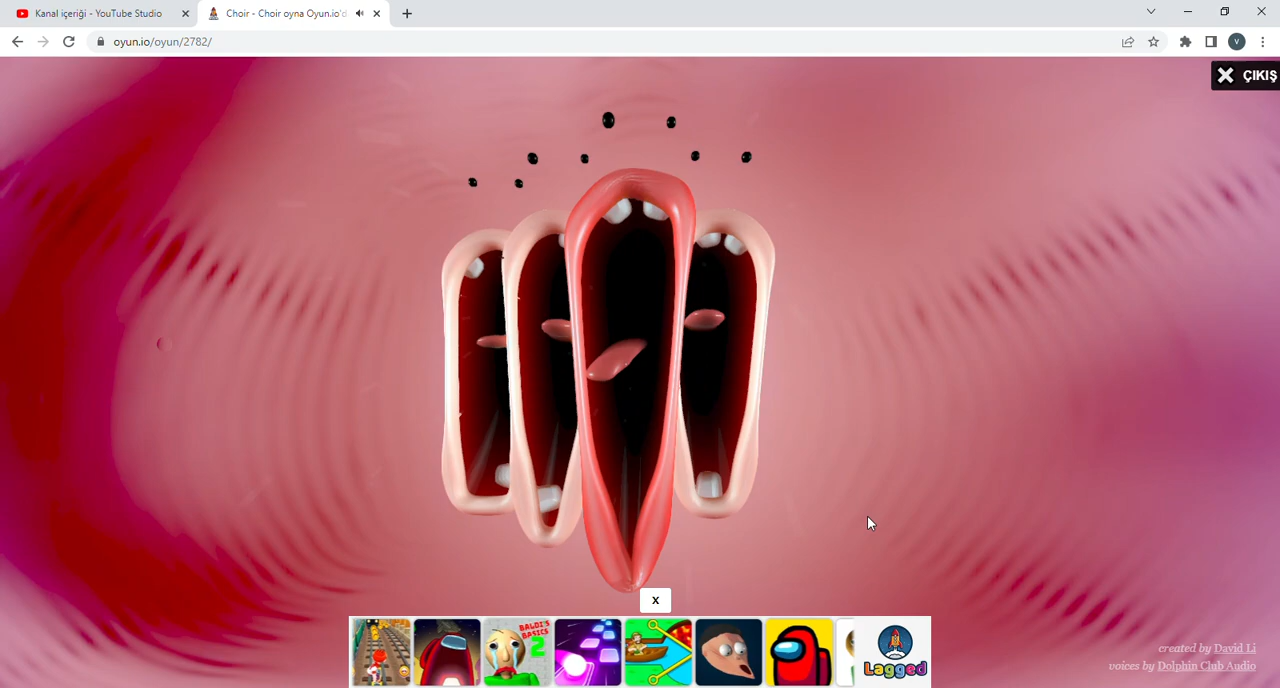 Kanal içeriği - YouTube Studio
Choir - Choir oyna Oyun.io'd
oyun.io/oyun/2782/
V
ÇIKIŞ
x
BALDI'S
BASICS
2
Lagged
created by David Li
voices by Dolphin Club Audio